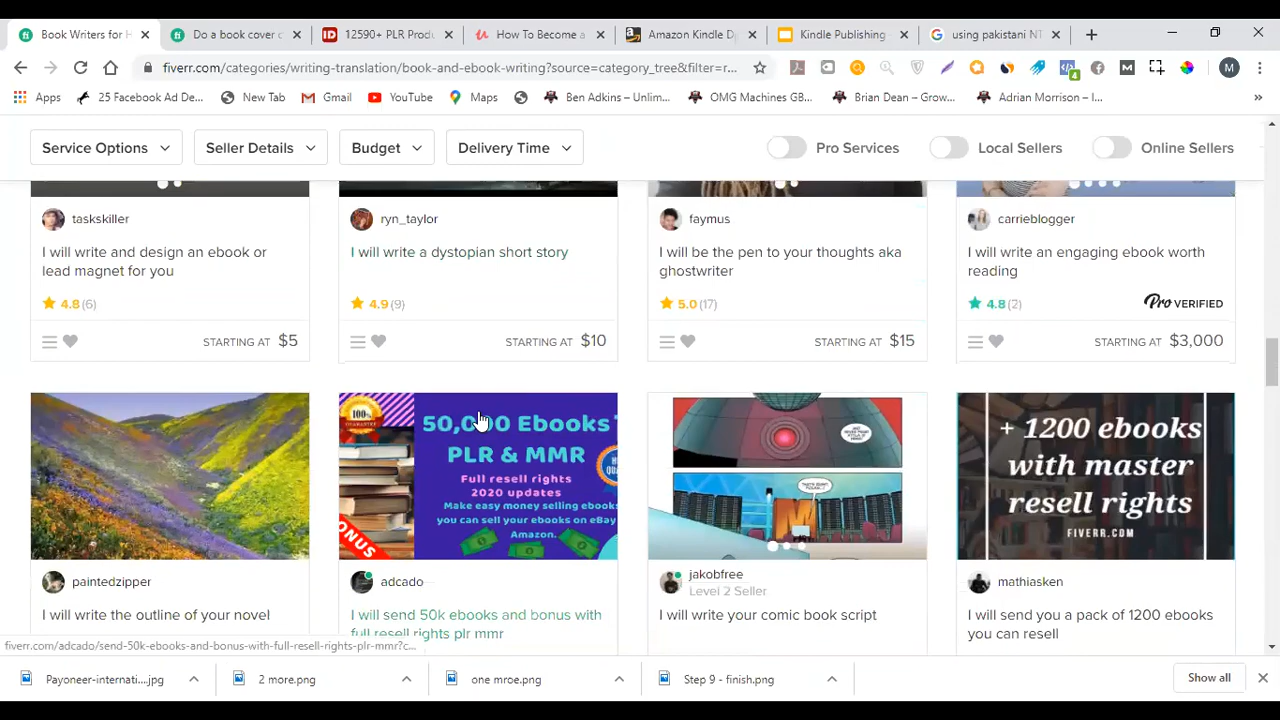 Book Writers for H
Do a book cover c
12590+ PLR Produ
How To Become a
Amazon Kindle D
Kindle Publishing
using pakistani NT
fiverr.com/categories/writing-translation/book-and-ebook-writing?source=category_tree&filter=r...
Apps
25 Facebook Ad De...
New Tab
Gmail
YouTube
Maps
Ben Adkins – Unlim...
OMG Machines GB...
Brian Dean – Grow...
Adrian Morrison – I...
Service Options
Seller Details
Budget
Delivery Time
Pro Services
Local Sellers
Online Sellers
taskskiller
ryn_taylor
faymus
carrieblogger
I will write and design an ebook or
lead magnet for you
I will write a dystopian short story
I will be the pen to your thoughts aka
ghostwriter
I will write an engaging ebook worth
reading
4.8 (6)
4.9 (9)
5.0 (17)
4.8 (2)
Pro VERIFIED
STARTING AT $5
STARTING AT $10
STARTING AT $15
STARTING AT $3,000
100%
50,000 Ebooks
PLR & MMR
Full resell rights
2020 updates
Make easy money selling ebooks
you can sell your ebooks on eBay
Amazon.
BONUS
+ 1200 ebooks
with master
resell rights
FIVERR.COM
paintedzipper
adcado
jakobfree
Level 2 Seller
mathiasken
I will write the outline of your novel
I will send 50k ebooks and bonus with
full resell rights plr mmr
I will write your comic book script
I will send you a pack of 1200 ebooks
you can resell
fiverr.com/adcado/send-50k-ebooks-and-bonus-with-full-resell-rights-plr-mmr?c...
Payoneer-internati....jpg
2 more.png
one mroe.png
Step 9 - finish.png
Show all